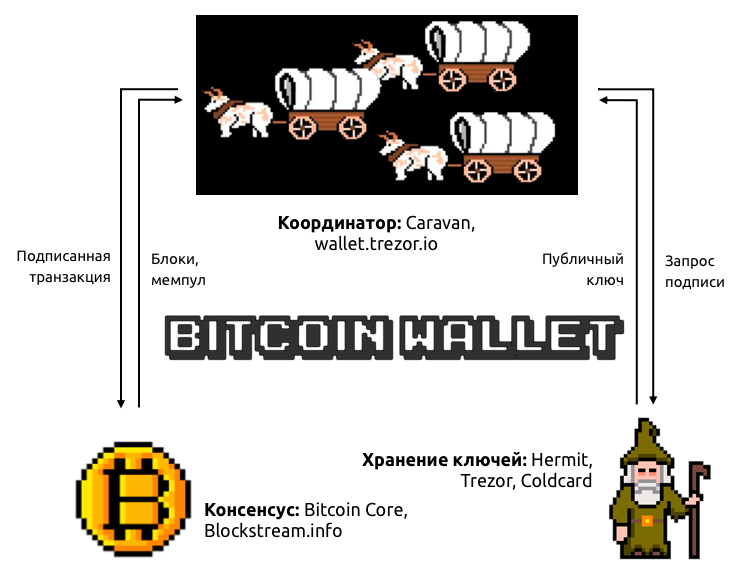 Координатор: Caravan,
wallet.trezor.io
Подписанная
транзакция
Блоки,
мемпул
Публичный
ключ
Запрос
подписи
BITCOIN WALLET
Хранение ключей: Hermit,
Trezor, Coldcard
Консенсус: Bitcoin Core,
Blockstream.info